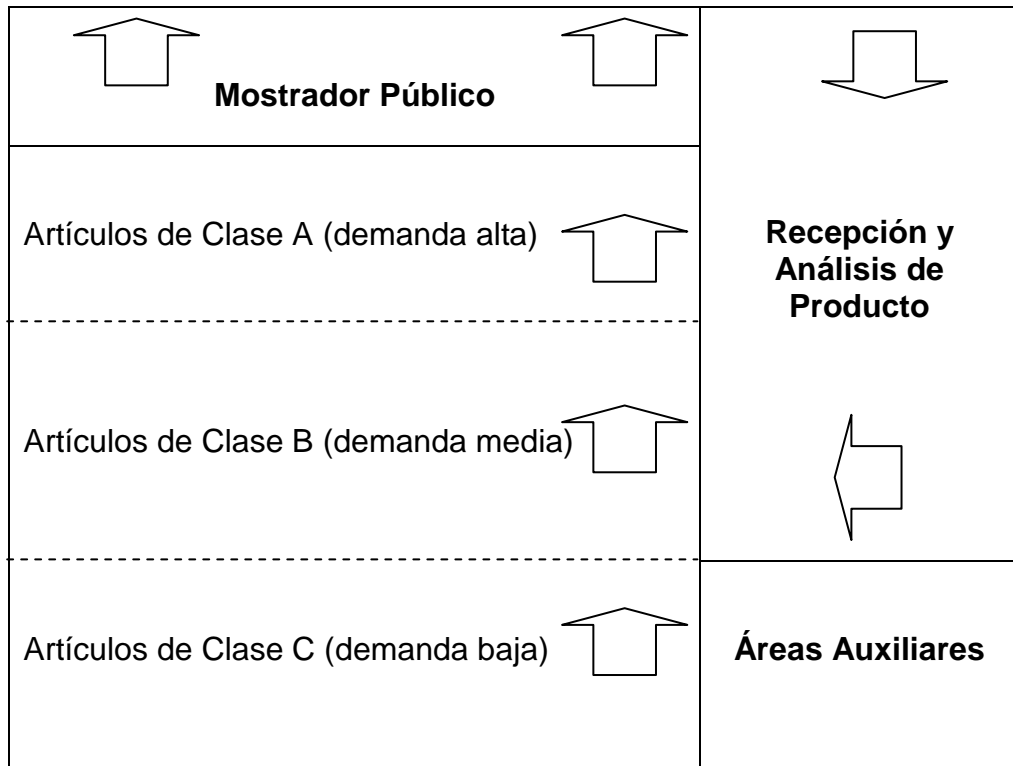 Mostrador Público
Artículos de Clase A (demanda alta)
Artículos de Clase B (demanda media)
Artículos de Clase C (demanda baja)
Recepción y
Análisis de
Producto
Áreas Auxiliares